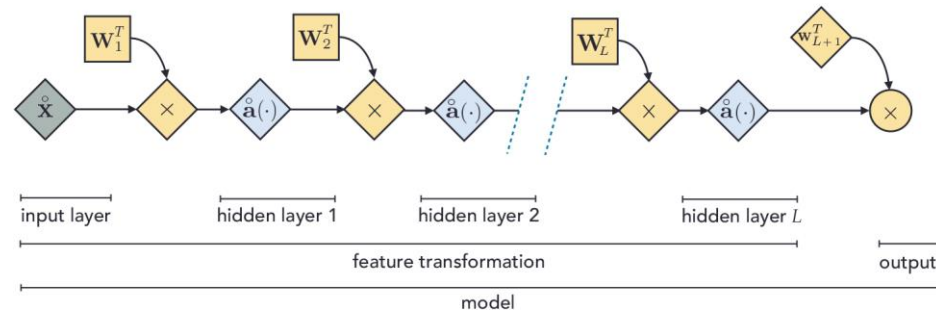 W₁ᵀ W₂ᵀ W_Lᵀ w_{L+1}ᵀ
x̊ × å(·) × å(·) × å(·) ×
input layer hidden layer 1 hidden layer 2 hidden layer L
feature transformation output
model